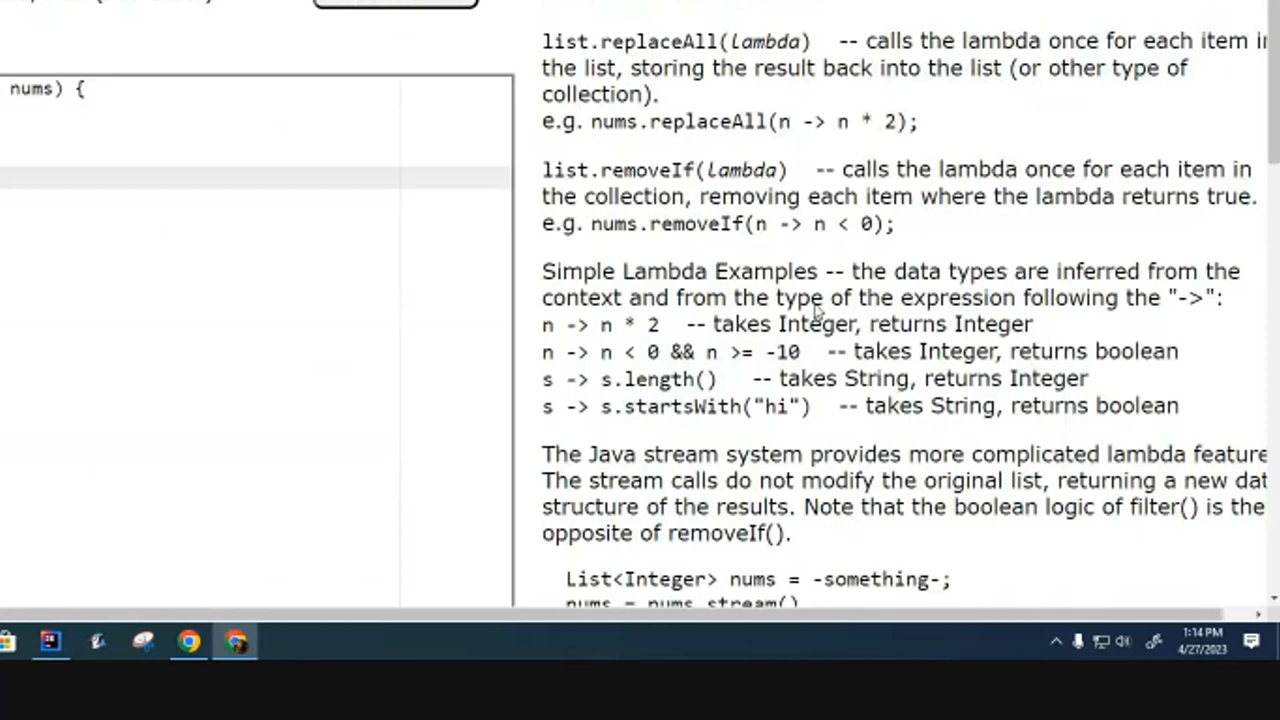 nums) {
list.replaceAll(lambda) -- calls the lambda once for each item in
the list, storing the result back into the list (or other type of
collection).
e.g. nums.replaceAll(n -> n * 2);
list.removeIf(lambda) -- calls the lambda once for each item in
the collection, removing each item where the lambda returns true.
e.g. nums.removeIf(n -> n < 0);
Simple Lambda Examples -- the data types are inferred from the
context and from the type of the expression following the "->":
n -> n * 2 -- takes Integer, returns Integer
n -> n < 0 && n >= -10 -- takes Integer, returns boolean
s -> s.length() -- takes String, returns Integer
s -> s.startsWith("hi") -- takes String, returns boolean
The Java stream system provides more complicated lambda feature
The stream calls do not modify the original list, returning a new dat
structure of the results. Note that the boolean logic of filter() is the
opposite of removeIf().
List<Integer> nums = -something-;
nums = nums.stream()
1:14 PM
4/27/2023